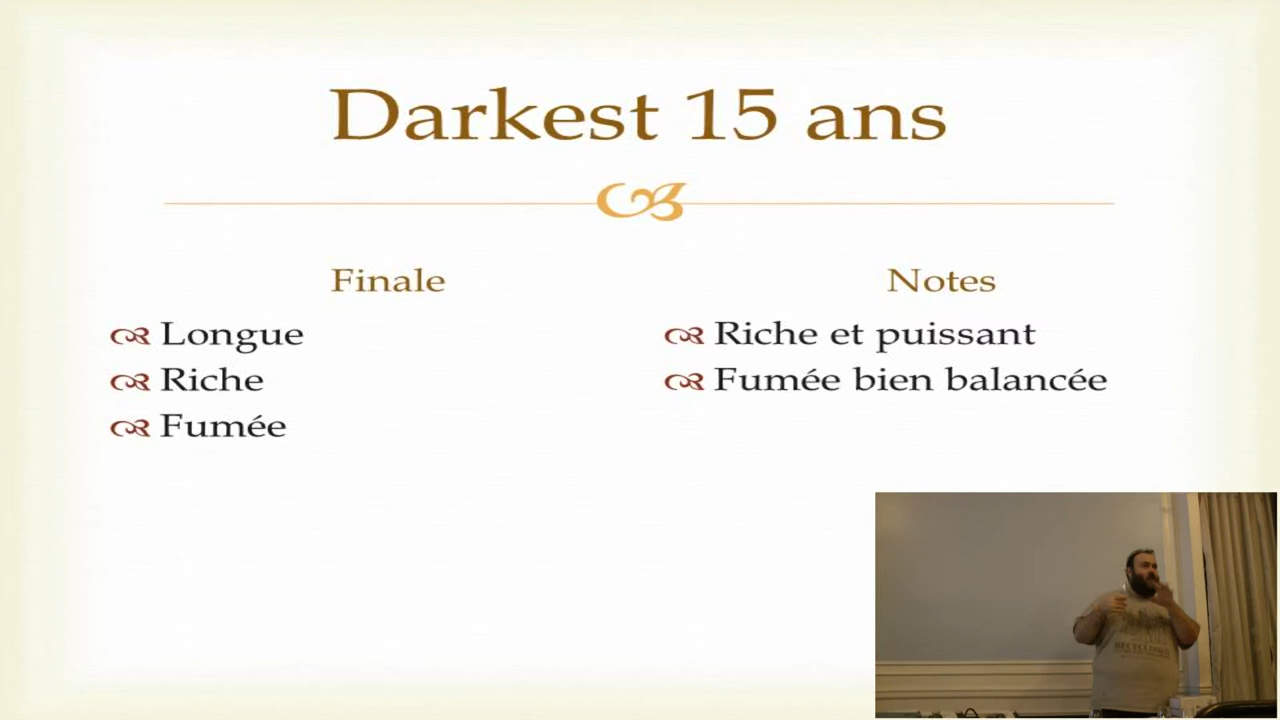 Darkest 15 ans
Finale
Longue
Riche
Fumée
Notes
Riche et puissant
Fumée bien balancée